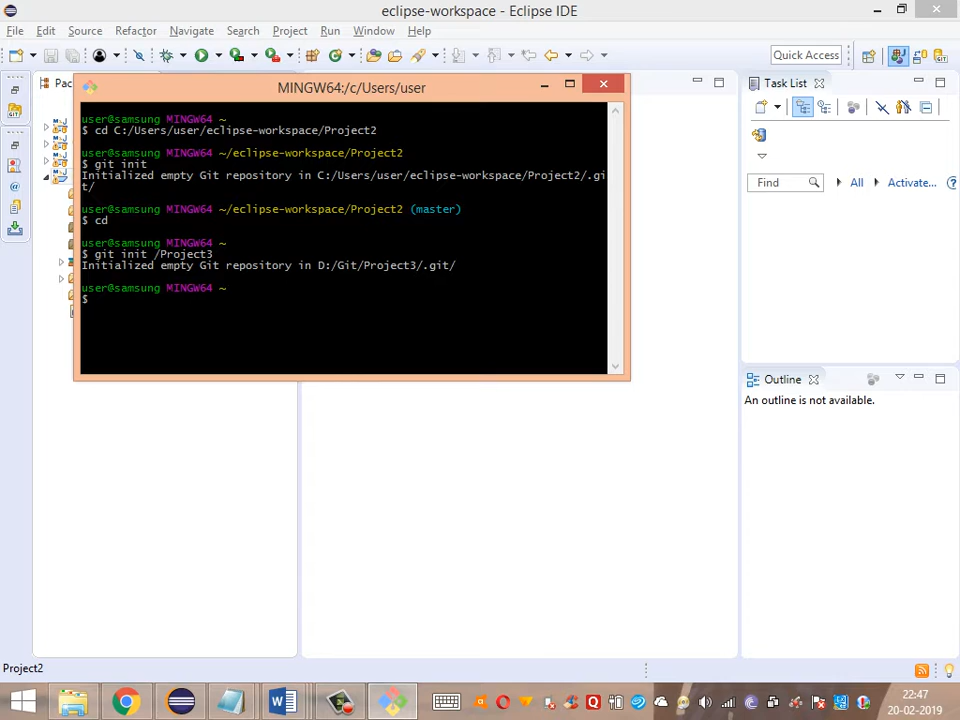 eclipse-workspace - Eclipse IDE
File Edit Source Refactor Navigate Search Project Run Window Help
Quick Access
Pac
MINGW64:/c/Users/user
Task List
user@samsung MINGW64 ~
$ cd C:/Users/user/eclipse-workspace/Project2
user@samsung MINGW64 ~/eclipse-workspace/Project2
$ git init
Initialized empty Git repository in C:/Users/user/eclipse-workspace/Project2/.gi
t/
user@samsung MINGW64 ~/eclipse-workspace/Project2 (master)
$ cd
user@samsung MINGW64 ~
$ git init /Project3
Initialized empty Git repository in D:/Git/Project3/.git/
user@samsung MINGW64 ~
$
Find All Activate...
Outline
An outline is not available.
Project2
22:47
20-02-2019